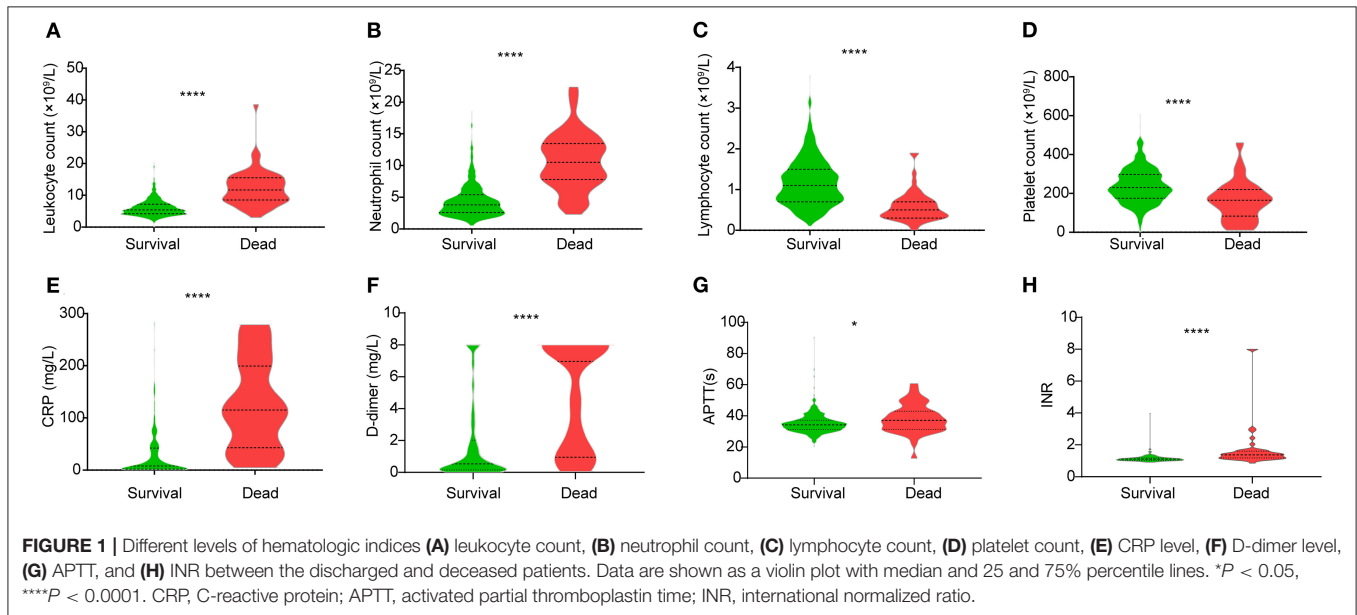 A
****
Leukocyte count (×10⁹/L)
50
40
30
20
10
0
Survival
Dead
B
****
Neutrophil count (×10⁹/L)
25
20
15
10
5
0
Survival
Dead
C
****
Lymphocyte count (×10⁹/L)
4
3
2
1
0
Survival
Dead
D
****
Platelet count (×10⁹/L)
800
600
400
200
0
Survival
Dead
E
****
CRP (mg/L)
300
200
100
0
Survival
Dead
F
****
D-dimer (mg/L)
8
6
4
2
0
Survival
Dead
G
*
APTT(s)
100
80
60
40
20
0
Survival
Dead
H
****
INR
10
8
6
4
2
0
Survival
Dead
FIGURE 1 | Different levels of hematologic indices (A) leukocyte count, (B) neutrophil count, (C) lymphocyte count, (D) platelet count, (E) CRP level, (F) D-dimer level,
(G) APTT, and (H) INR between the discharged and deceased patients. Data are shown as a violin plot with median and 25 and 75% percentile lines. *P < 0.05,
****P < 0.0001. CRP, C-reactive protein; APTT, activated partial thromboplastin time; INR, international normalized ratio.